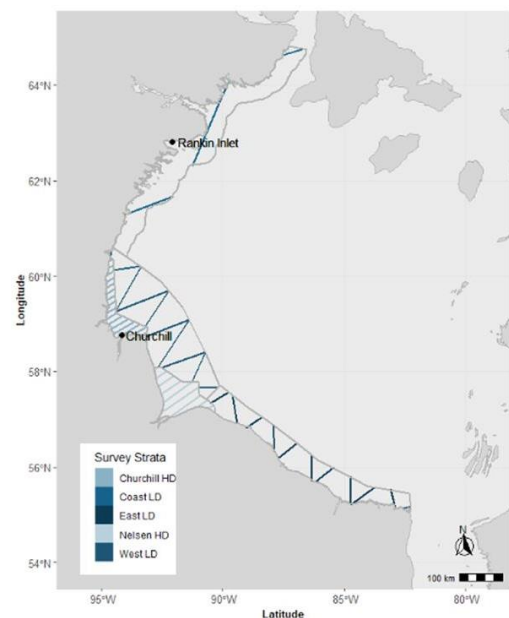 64°N
Rankin Inlet
62°N
60°N
Longitude
Churchill
58°N
Survey Strata
Churchill HD
Coast LD
East LD
Nelsen HD
West LD
56°N
54°N
N
100 km
95°W
90°W
85°W
80°W
Latitude